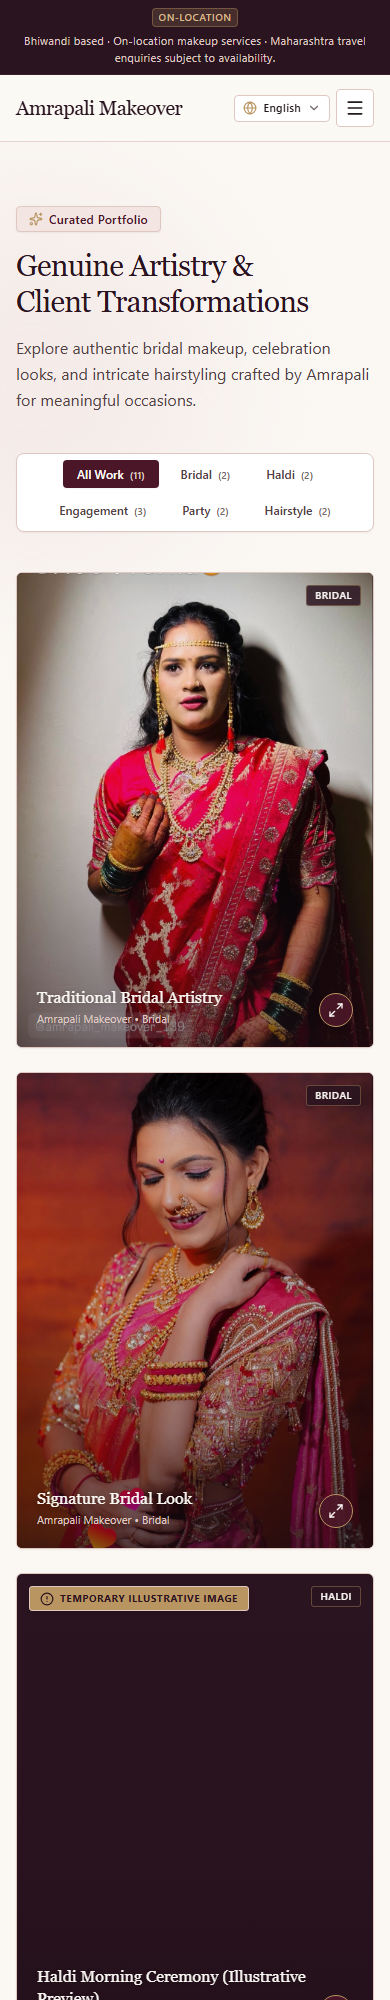 ON-LOCATION
Bhiwandi based · On-location makeup services · Maharashtra travel
enquiries subject to availability.
Amrapali Makeover
English
Curated Portfolio
Genuine Artistry &
Client Transformations
Explore authentic bridal makeup, celebration
looks, and intricate hairstyling crafted by Amrapali
for meaningful occasions.
All Work (11)
Bridal (2)
Haldi (2)
Engagement (3)
Party (2)
Hairstyle (2)
BRIDAL
Traditional Bridal Artistry
Amrapali Makeover • Bridal
BRIDAL
Signature Bridal Look
Amrapali Makeover • Bridal
TEMPORARY ILLUSTRATIVE IMAGE
HALDI
Haldi Morning Ceremony (Illustrative
Preview)